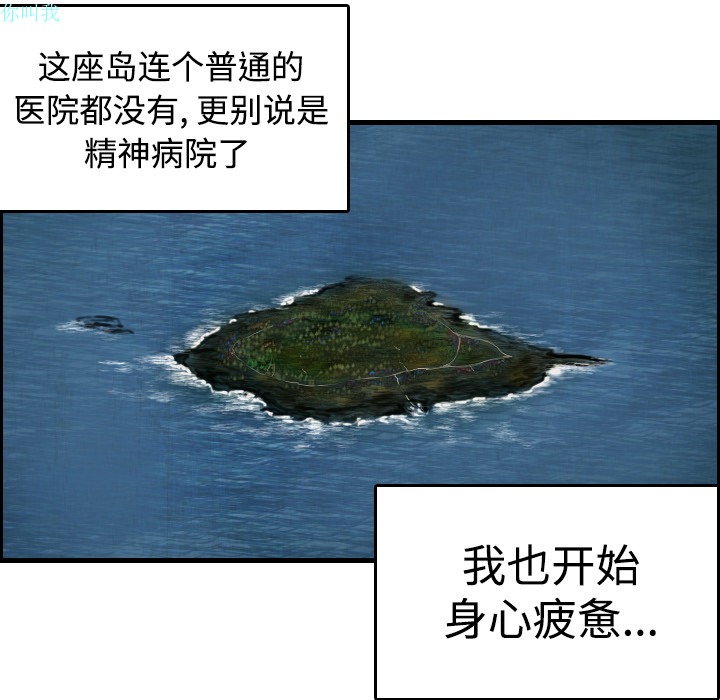 你叫我
这座岛连个普通的
医院都没有, 更别说是
精神病院了
我也开始
身心疲惫...